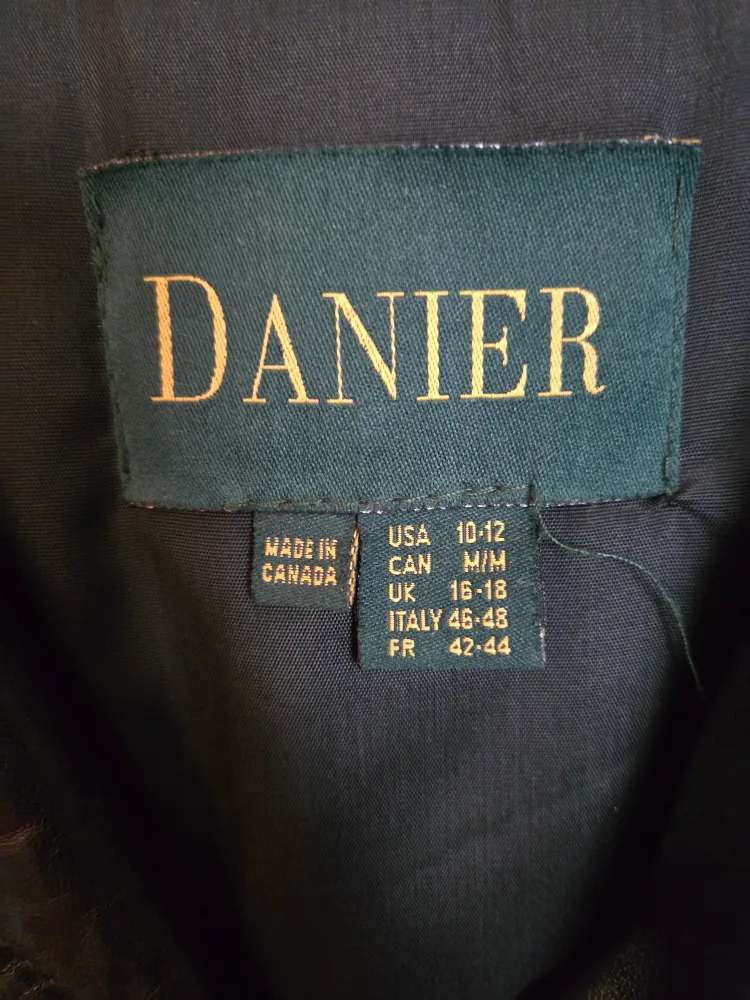 DANIER
MADE IN
CANADA
USA 10-12
CAN M/M
UK 16-18
ITALY 46-48
FR 42-44